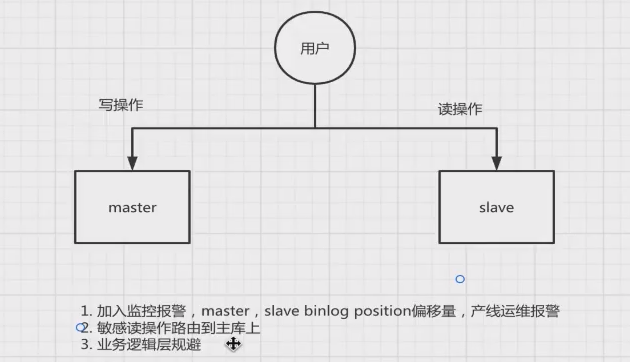 用户
写操作
读操作
master
slave
1. 加入监控报警，master，slave binlog position偏移量，产线运维报警
2. 敏感读操作路由到主库上
3. 业务逻辑层规避